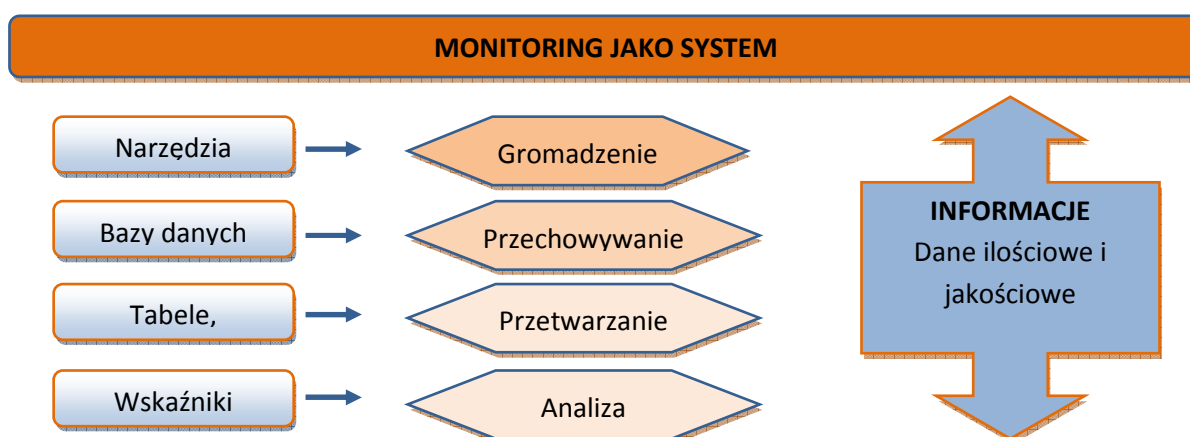 MONITORING JAKO SYSTEM
Narzędzia
Gromadzenie
Bazy danych
Przechowywanie
Tabele,
Przetwarzanie
Wskaźniki
Analiza
INFORMACJE
Dane ilościowe i
jakościowe